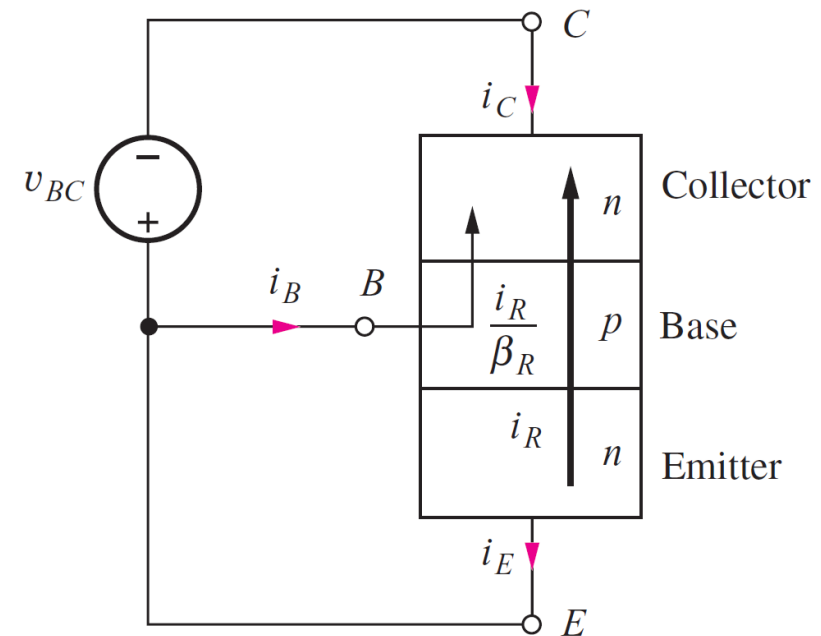 C
i_C
−
v_BC
+
n
Collector
i_B
B
i_R
β_R
p
Base
i_R
n
Emitter
i_E
E